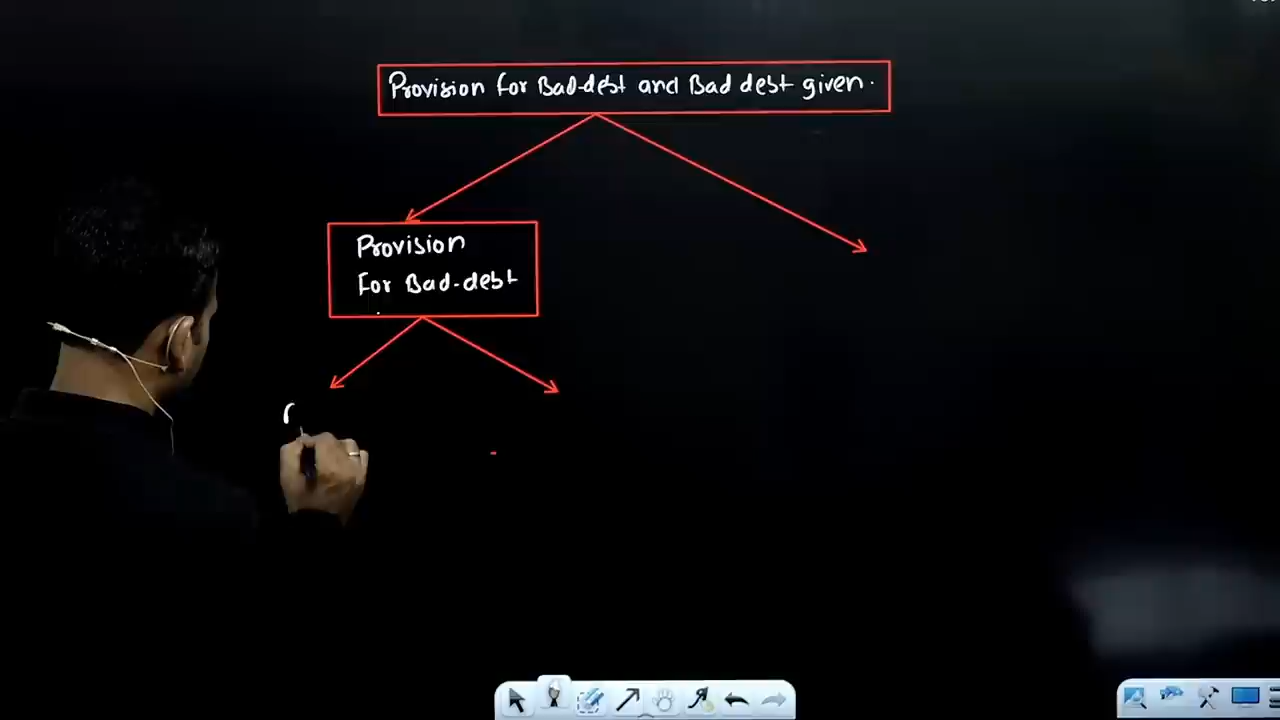 Provision for Bad-debt and Bad debt given.
Provision
For Bad-debt